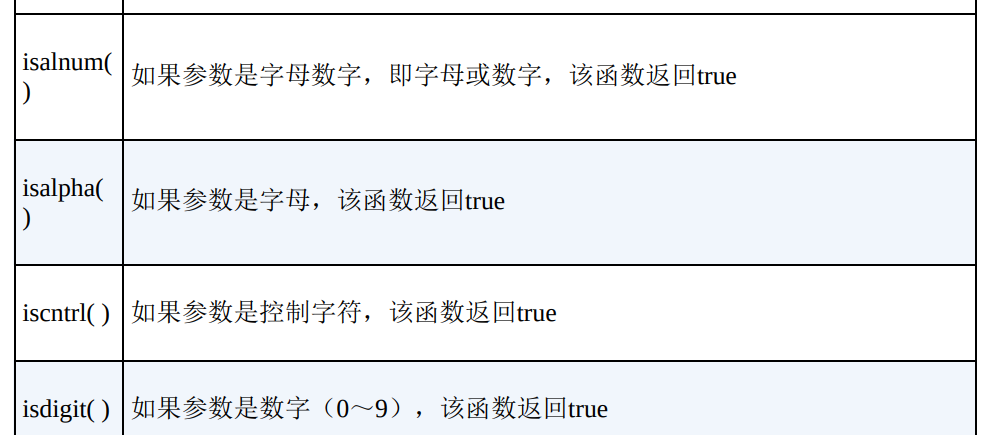 isalnum(
)
如果参数是字母数字，即字母或数字，该函数返回true
isalpha(
)
如果参数是字母，该函数返回true
iscntrl( )
如果参数是控制字符，该函数返回true
isdigit( )
如果参数是数字（0～9），该函数返回true